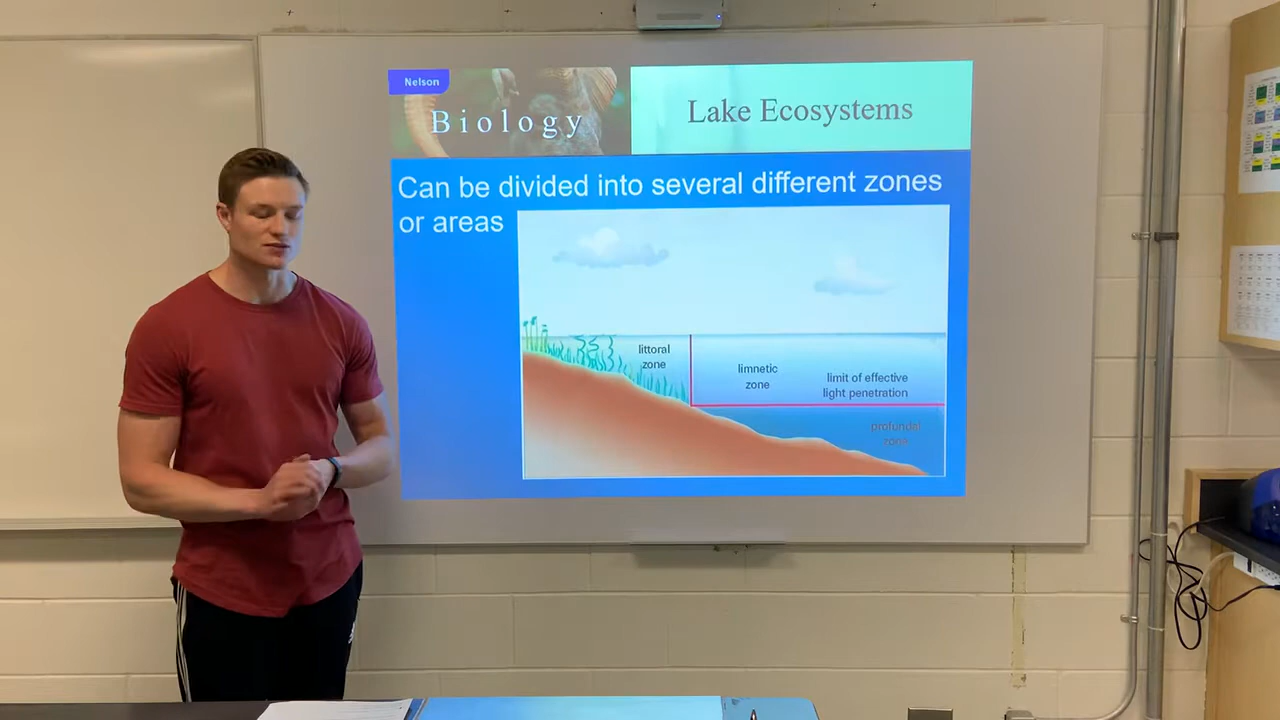 Nelson
Biology
Lake Ecosystems
Can be divided into several different zones
or areas
littoral
zone
limnetic
zone
limit of effective
light penetration
profundal
zone